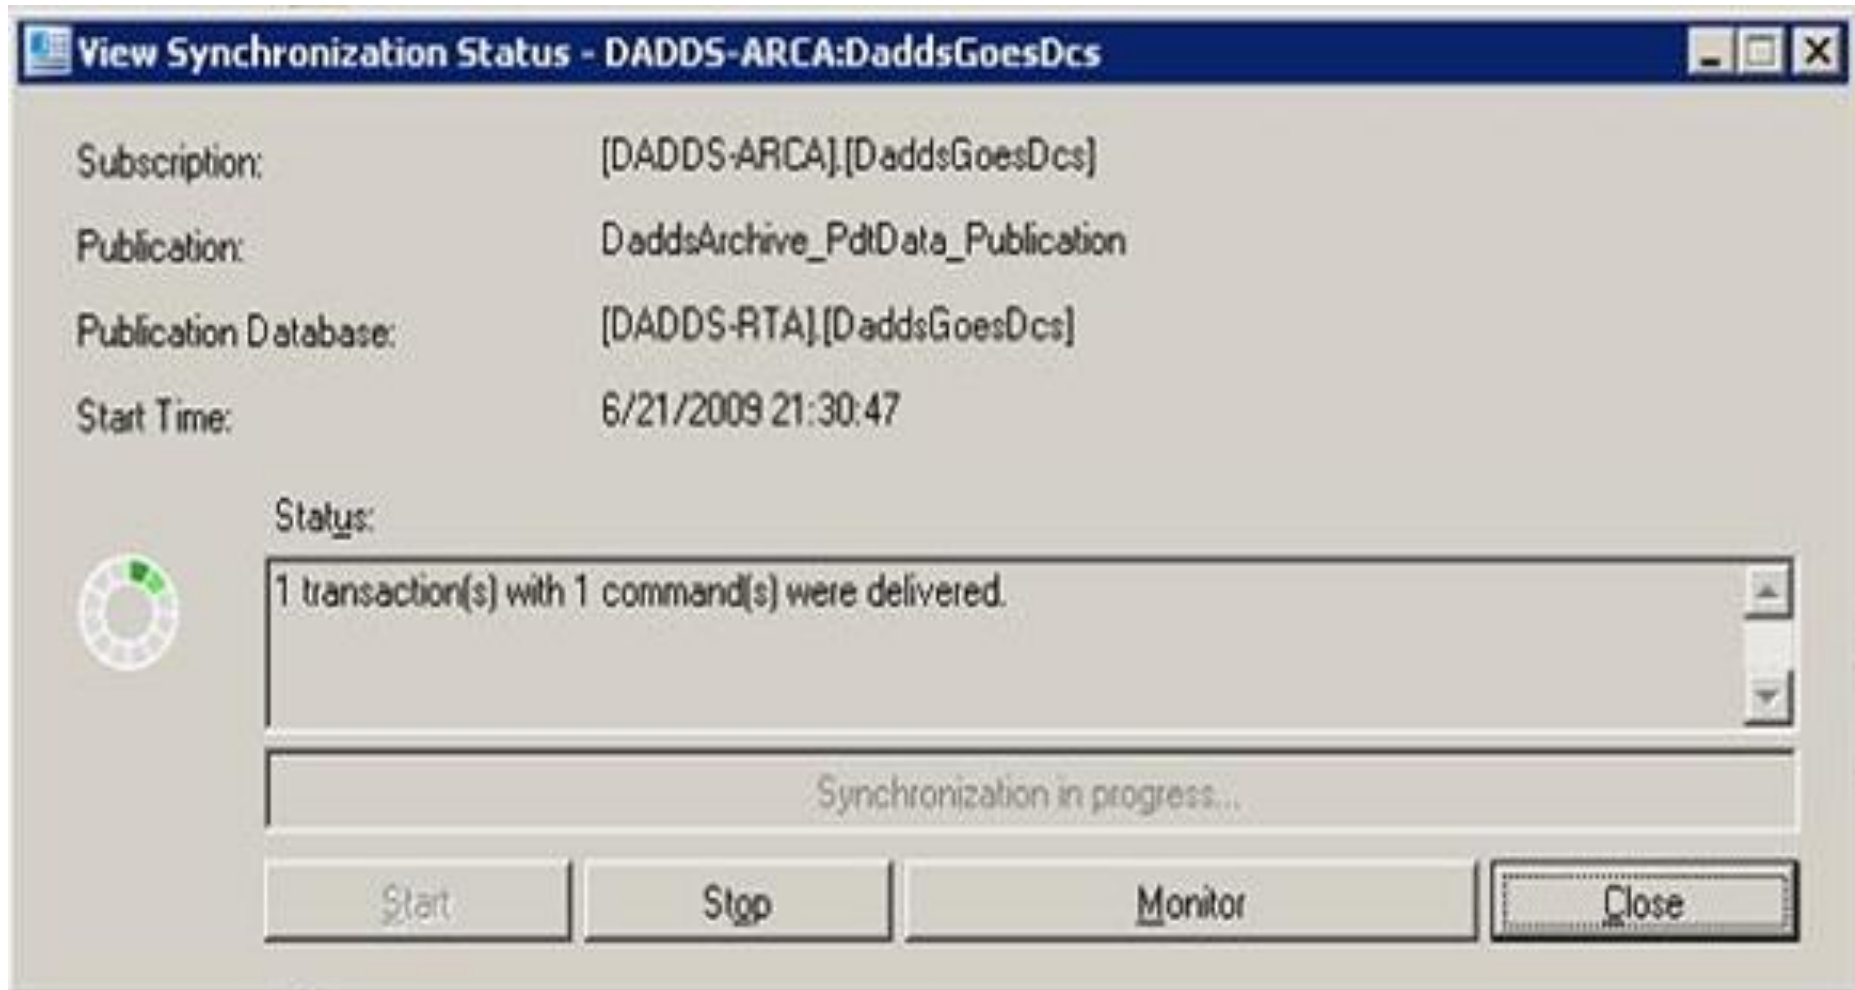 View Synchronization Status - DADDS-ARCA:DaddsGoesDcs
Subscription: [DADDS-ARCA].[DaddsGoesDcs]
Publication: DaddsArchive_PdtData_Publication
Publication Database: [DADDS-RTA].[DaddsGoesDcs]
Start Time: 6/21/2009 21:30:47
Status:
1 transaction(s) with 1 command(s) were delivered.
Synchronization in progress...
Start Stop Monitor Close